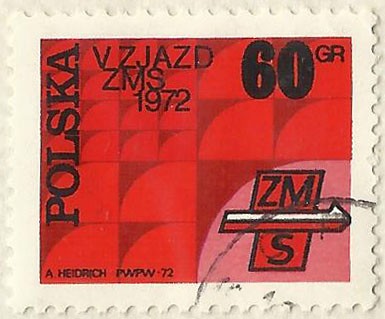 POLSKA
V ZJAZD
ZMS
1972
60 GR
ZM
S
A HEIDRICH PWPW-72